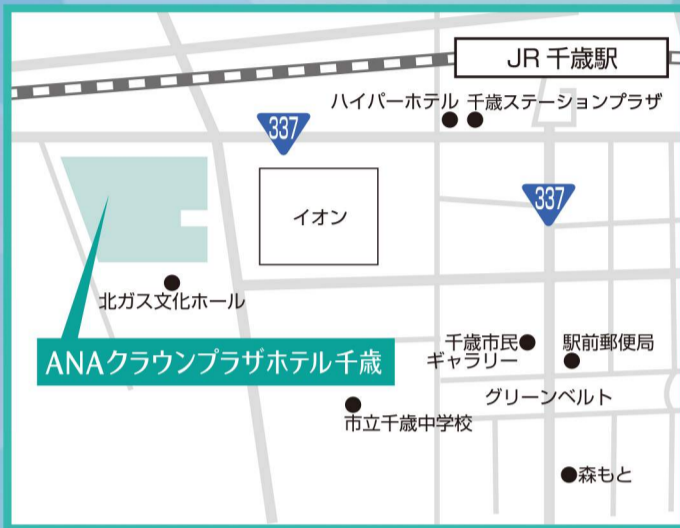 JR 千歳駅
ハイパーホテル
千歳ステーションプラザ
337
337
イオン
北ガス文化ホール
ANAクラウンプラザホテル千歳
千歳市民
ギャラリー
駅前郵便局
グリーンベルト
市立千歳中学校
森もと